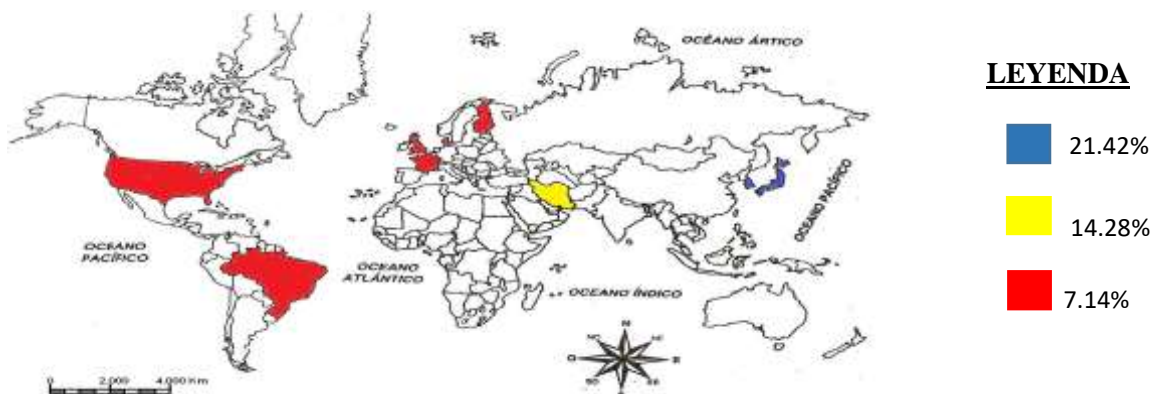 OCÉANO ÁRTICO
LEYENDA
21.42%
14.28%
7.14%
OCEANO
PACÍFICO
OCEANO
ATLÁNTICO
OCEANO ÍNDICO
OCEANO PACÍFICO
N
O
E
0 2,000 4,000 Km